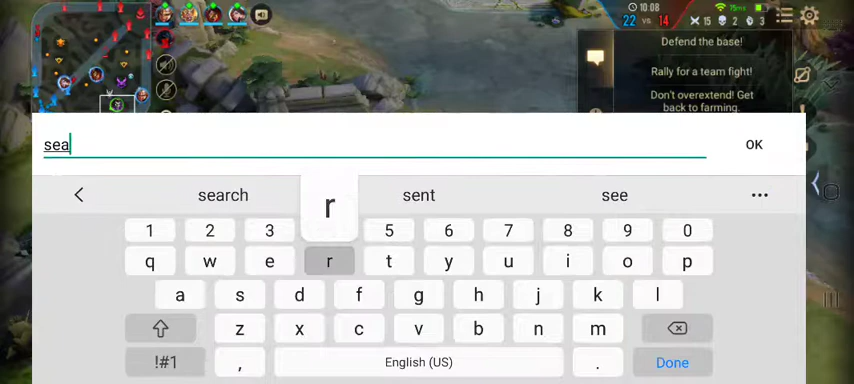 10:08
15ms
22 vs. 14
15 2 3
Defend the base!
Rally for a team fight!
Don't overextend! Get
back to farming.
sea
OK
search
sent
see
r
1 2 3 5 6 7 8 9 0
q w e r t y u i o p
a s d f g h j k l
z x c v b n m
!#1 , English (US) . Done